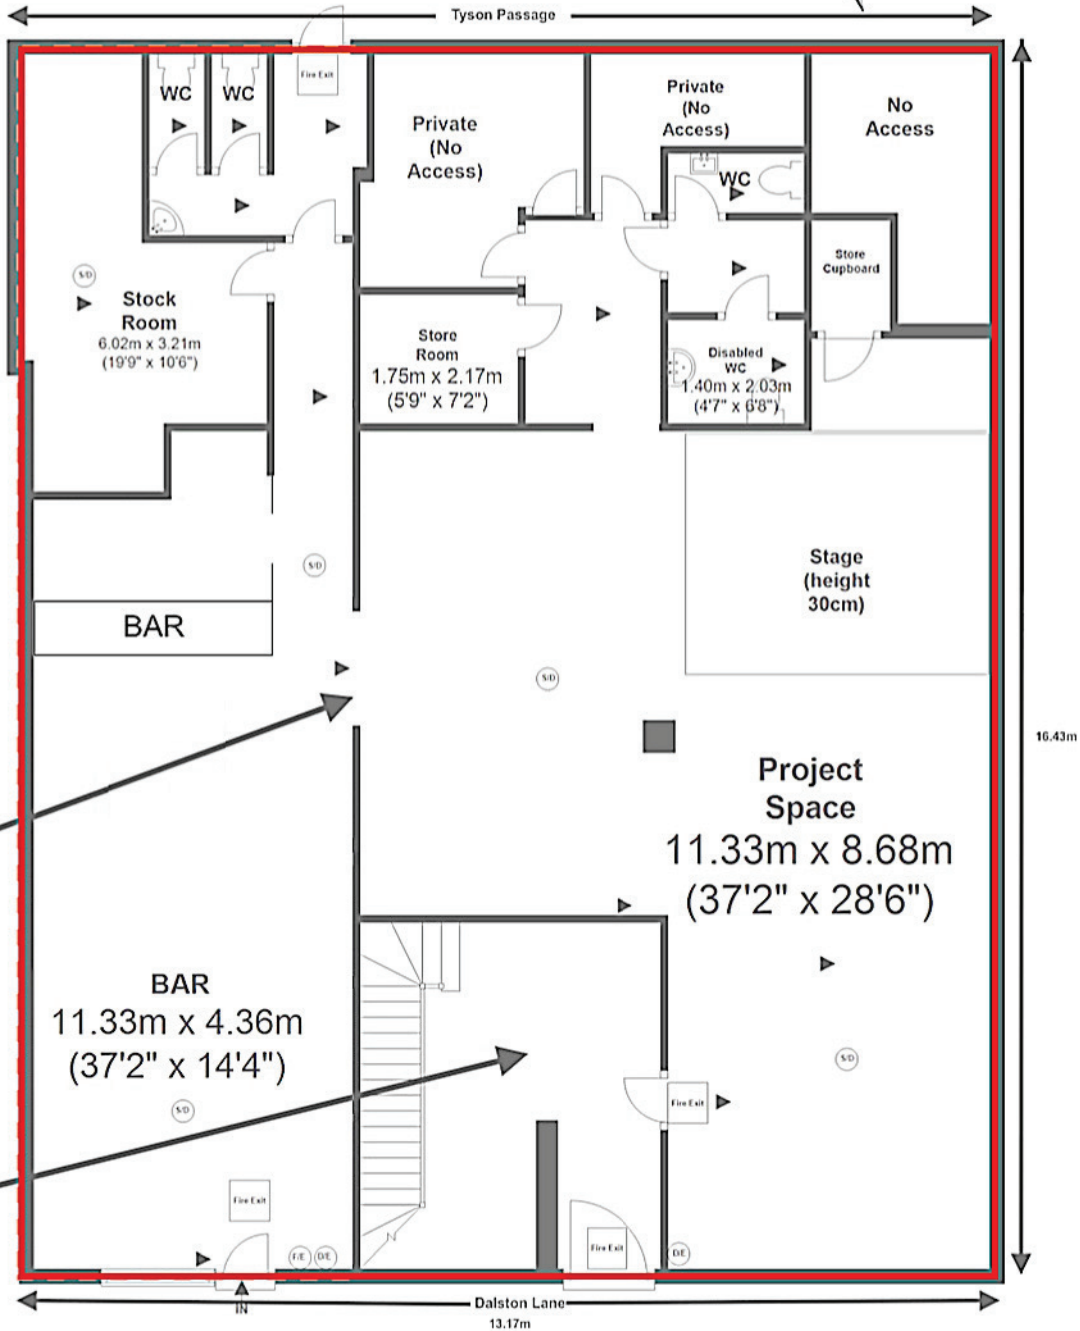 Tyson Passage
Fire Exit
WC
WC
Private
(No
Access)
Private
(No
Access)
No
Access
WC
S/D
Stock
Room
6.02m x 3.21m
(19'9" x 10'6")
Store
Cupboard
Store
Room
1.75m x 2.17m
(5'9" x 7'2")
Disabled
WC
1.40m x 2.03m
(4'7" x 6'8")
S/D
Stage
(height
30cm)
BAR
S/D
16.43m
Project
Space
11.33m x 8.68m
(37'2" x 28'6")
BAR
11.33m x 4.36m
(37'2" x 14'4")
S/D
S/D
Fire Exit
Fire Exit
Fire Exit
F/E
D/E
D/E
N
IN
Dalston Lane
13.17m